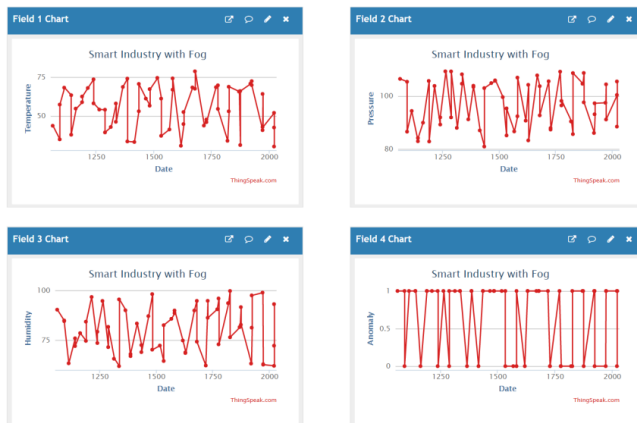 Field 1 Chart
Smart Industry with Fog
75
50
Temperature
1250 1500 1750 2000
Date
ThingSpeak.com
Field 2 Chart
Smart Industry with Fog
100
80
Pressure
1250 1500 1750 2000
Date
ThingSpeak.com
Field 3 Chart
Smart Industry with Fog
100
75
Humidity
1250 1500 1750 2000
Date
ThingSpeak.com
Field 4 Chart
Smart Industry with Fog
1
0.5
0
Anomaly
1250 1500 1750 2000
Date
ThingSpeak.com